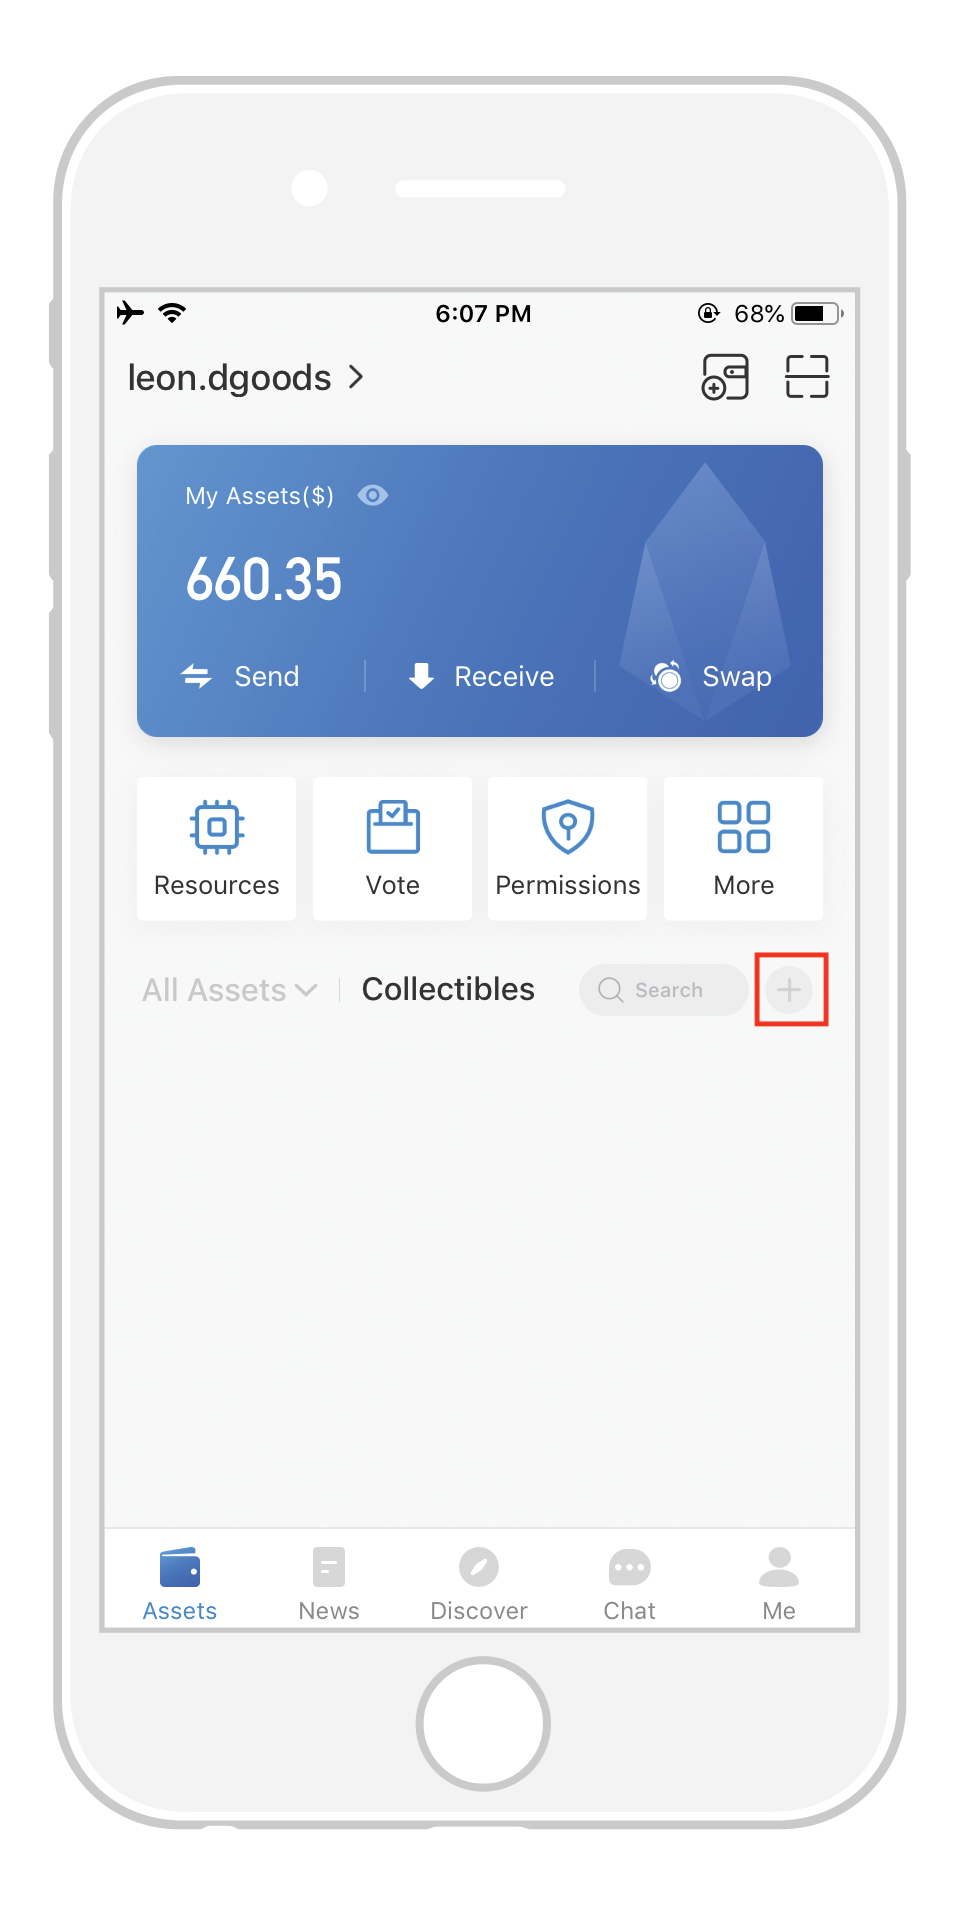 6:07 PM
68%
leon.dgoods
My Assets($)
660.35
Send
Receive
Swap
Resources
Vote
Permissions
More
All Assets
Collectibles
Search
Assets
News
Discover
Chat
Me